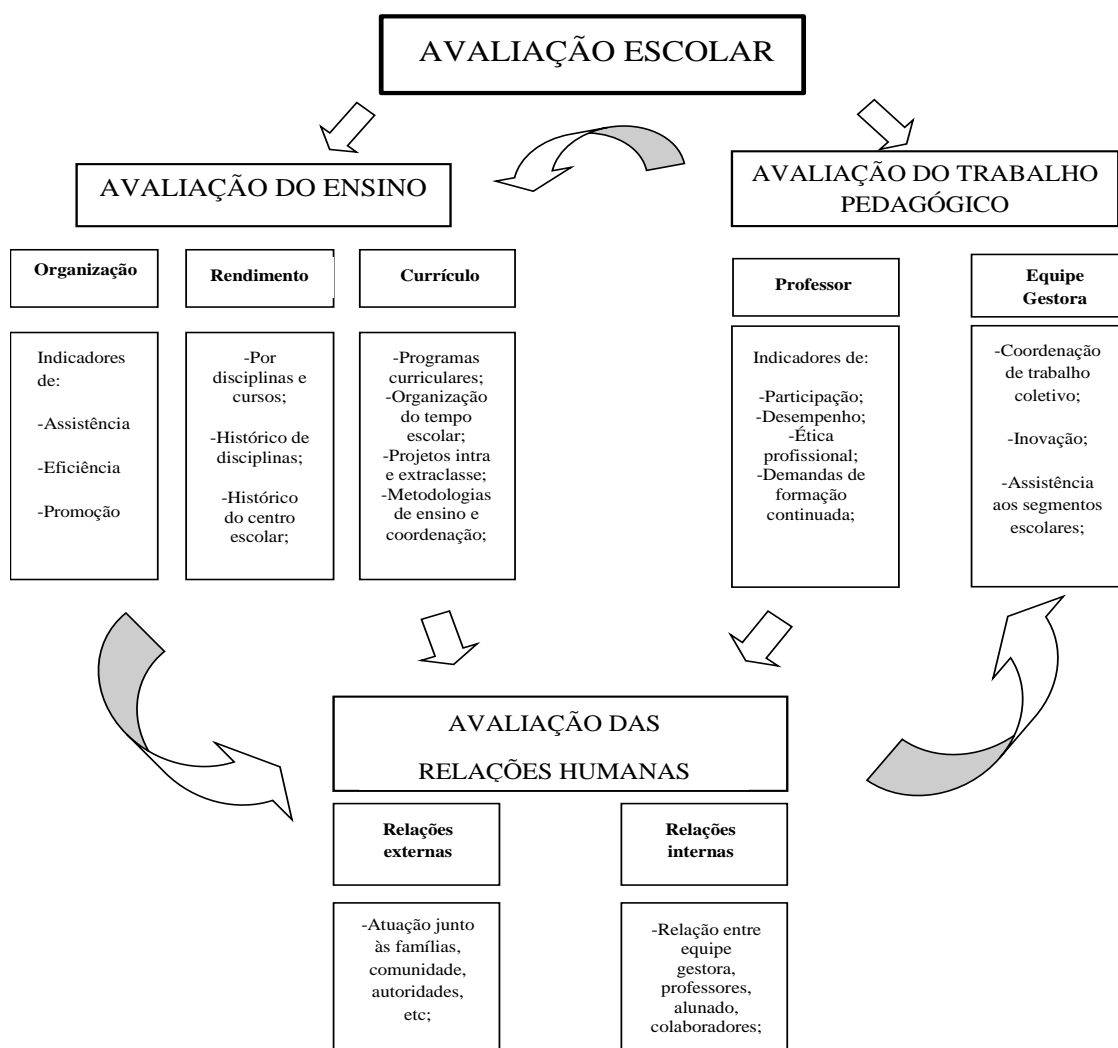 AVALIAÇÃO ESCOLAR
AVALIAÇÃO DO ENSINO
AVALIAÇÃO DO TRABALHO
PEDAGÓGICO
Organização
Rendimento
Currículo
Professor
Equipe
Gestora
Indicadores
de:
-Assistência
-Eficiência
-Promoção
-Por
disciplinas e
cursos;
-Histórico de
disciplinas;
-Histórico
do centro
escolar;
-Programas
curriculares;
-Organização
do tempo
escolar;
-Projetos intra
e extraclasse;
-Metodologias
de ensino e
coordenação;
Indicadores de:
-Participação;
-Desempenho;
-Ética
profissional;
-Demandas de
formação
continuada;
-Coordenação
de trabalho
coletivo;
-Inovação;
-Assistência
aos segmentos
escolares;
AVALIAÇÃO DAS
RELAÇÕES HUMANAS
Relações
externas
Relações
internas
-Atuação junto
às famílias,
comunidade,
autoridades,
etc;
-Relação entre
equipe
gestora,
professores,
alunado,
colaboradores;